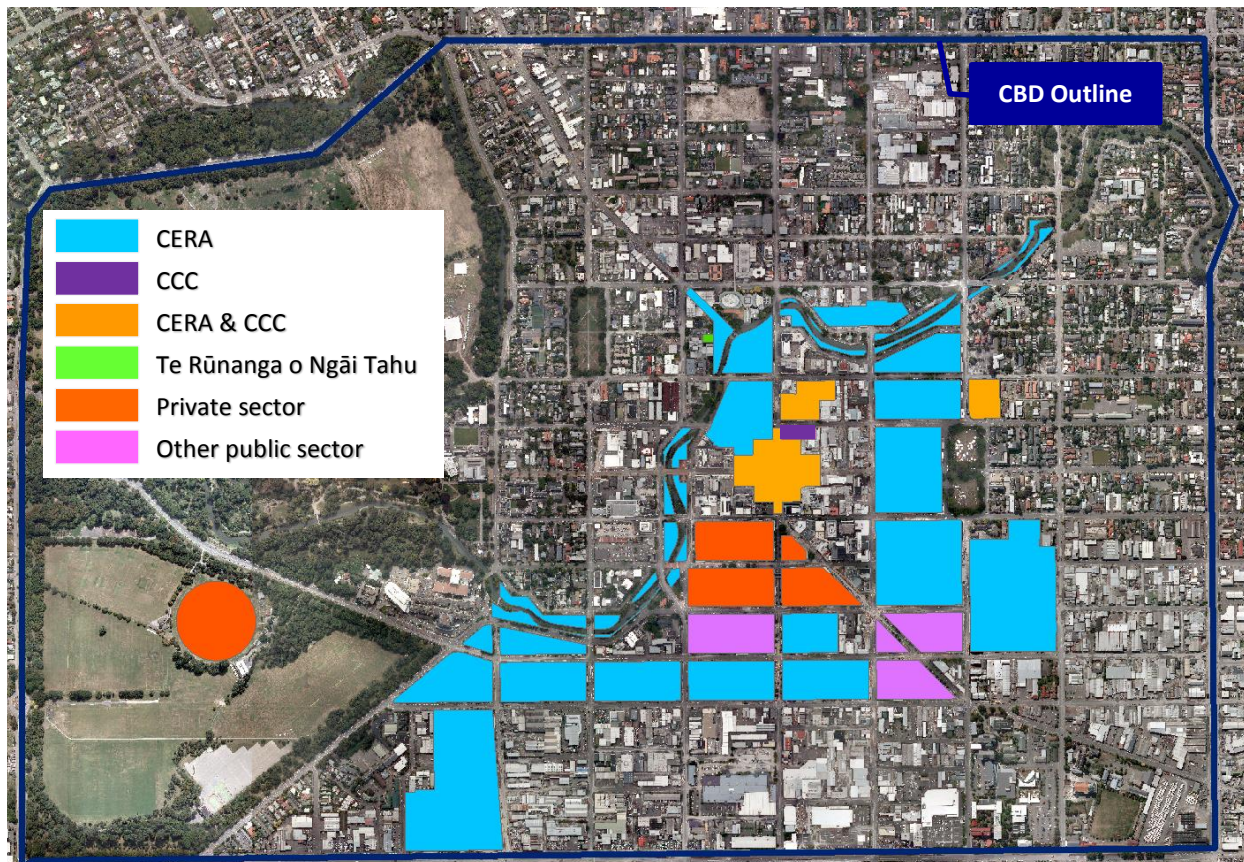 CBD Outline
CERA
CCC
CERA & CCC
Te Rūnanga o Ngāi Tahu
Private sector
Other public sector